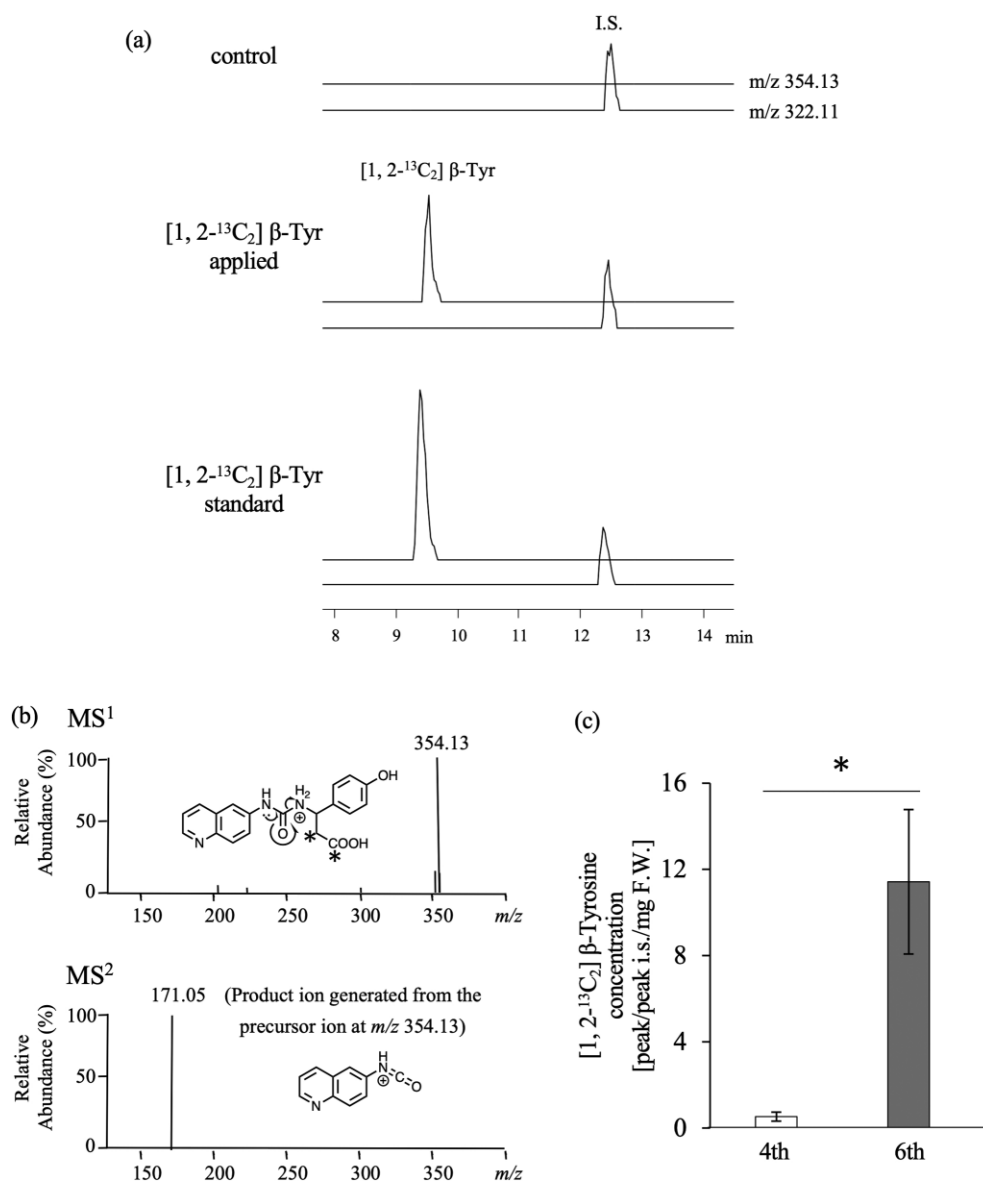 (a)
I.S.
control
m/z 354.13
m/z 322.11
[1, 2-¹³C₂] β-Tyr
[1, 2-¹³C₂] β-Tyr
applied
[1, 2-¹³C₂] β-Tyr
standard
8 9 10 11 12 13 14 min
(b) MS¹
354.13
Relative
Abundance (%)
100
50
0
H
N
O
NH₂
⊕
OH
*
COOH
*
N
150 200 250 300 350 m/z
MS²
171.05 (Product ion generated from the
precursor ion at m/z 354.13)
Relative
Abundance (%)
100
50
0
H
N
⊕
C
O
N
150 200 250 300 350 m/z
(c)
*
[1, 2-¹³C₂] β-Tyrosine
concentration
[peak/peak i.s./mg F.W.]
16
12
8
4
0
4th 6th